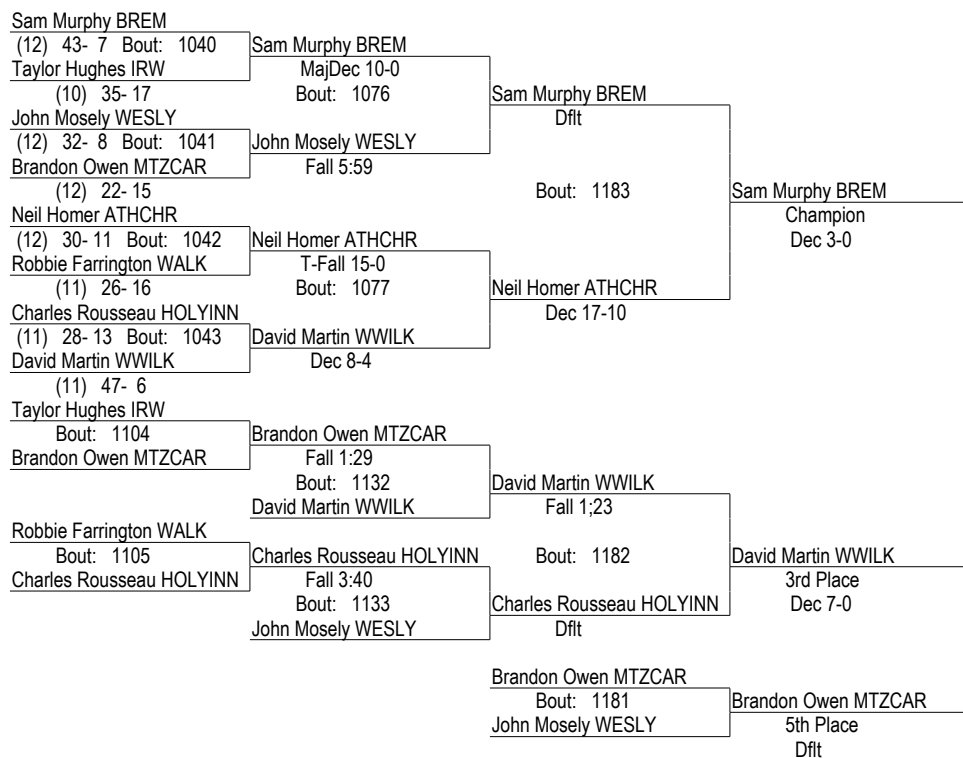 Sam Murphy BREM
(12) 43- 7 Bout: 1040
Sam Murphy BREM
Taylor Hughes IRW
MajDec 10-0
(10) 35- 17
Bout: 1076
Sam Murphy BREM
John Mosely WESLY
Dflt
(12) 32- 8 Bout: 1041
John Mosely WESLY
Brandon Owen MTZCAR
Fall 5:59
(12) 22- 15
Bout: 1183
Sam Murphy BREM
Neil Homer ATHCHR
Champion
(12) 30- 11 Bout: 1042
Neil Homer ATHCHR
Dec 3-0
Robbie Farrington WALK
T-Fall 15-0
(11) 26- 16
Bout: 1077
Neil Homer ATHCHR
Charles Rousseau HOLYINN
Dec 17-10
(11) 28- 13 Bout: 1043
David Martin WWILK
David Martin WWILK
Dec 8-4
(11) 47- 6
Taylor Hughes IRW
Bout: 1104
Brandon Owen MTZCAR
Brandon Owen MTZCAR
Fall 1:29
Bout: 1132
David Martin WWILK
David Martin WWILK
Fall 1;23
Robbie Farrington WALK
Bout: 1105
Charles Rousseau HOLYINN
Bout: 1182
David Martin WWILK
Charles Rousseau HOLYINN
Fall 3:40
3rd Place
Bout: 1133
Charles Rousseau HOLYINN
Dec 7-0
John Mosely WESLY
Dflt
Brandon Owen MTZCAR
Bout: 1181
Brandon Owen MTZCAR
John Mosely WESLY
5th Place
Dflt